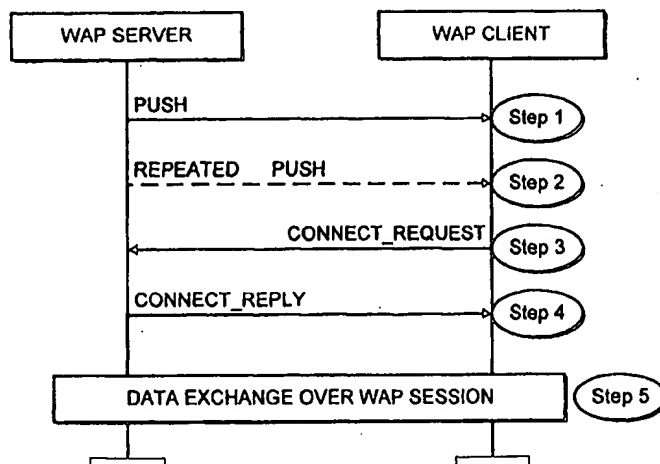 WAP SERVER
WAP CLIENT
PUSH
Step 1
REPEATED PUSH
Step 2
CONNECT_REQUEST
Step 3
CONNECT_REPLY
Step 4
DATA EXCHANGE OVER WAP SESSION
Step 5